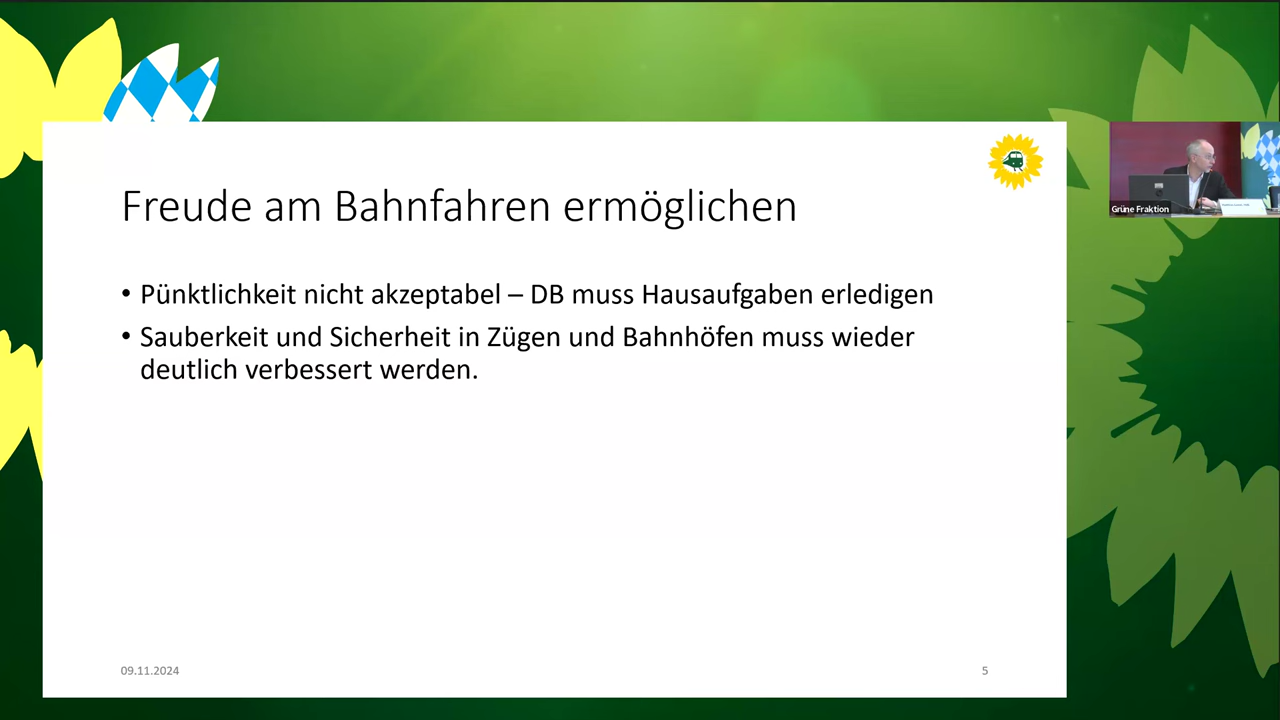 Freude am Bahnfahren ermöglichen
• Pünktlichkeit nicht akzeptabel – DB muss Hausaufgaben erledigen
• Sauberkeit und Sicherheit in Zügen und Bahnhöfen muss wieder
deutlich verbessert werden.
09.11.2024
5
Grüne Fraktion